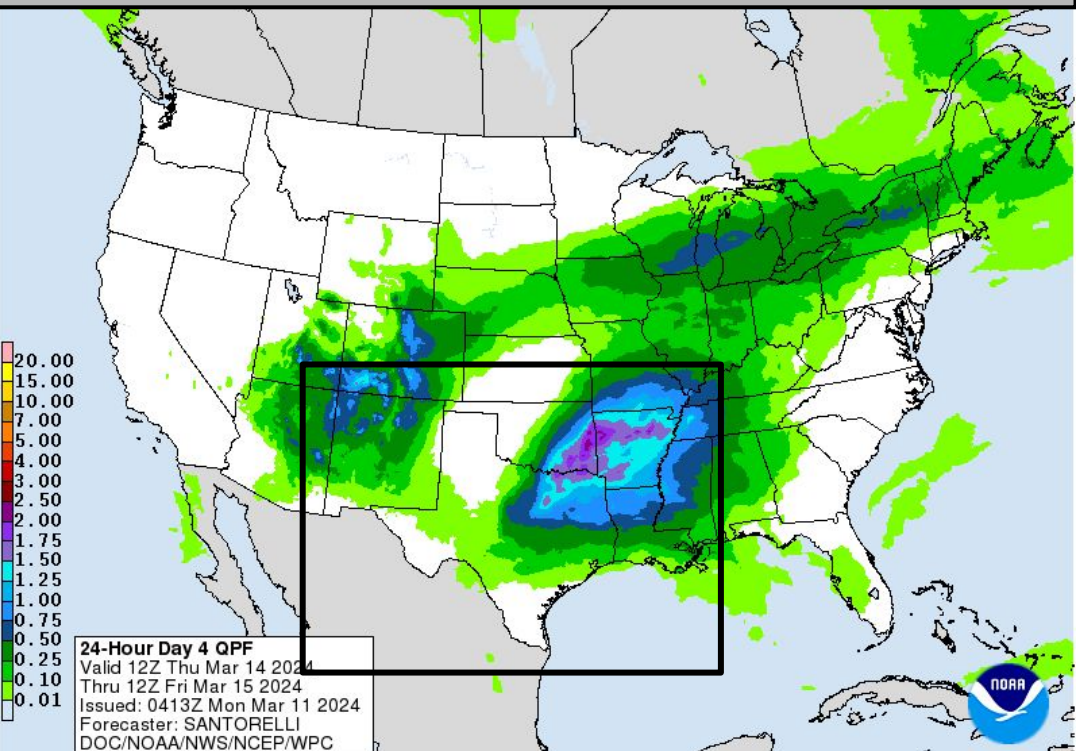 20.00
15.00
10.00
7.00
5.00
4.00
3.00
2.50
2.00
1.75
1.50
1.25
1.00
0.75
0.50
0.25
0.10
0.01
24-Hour Day 4 QPF
Valid 12Z Thu Mar 14 2024
Thru 12Z Fri Mar 15 2024
Issued: 0413Z Mon Mar 11 2024
Forecaster: SANTORELLI
DOC/NOAA/NWS/NCEP/WPC
NOAA